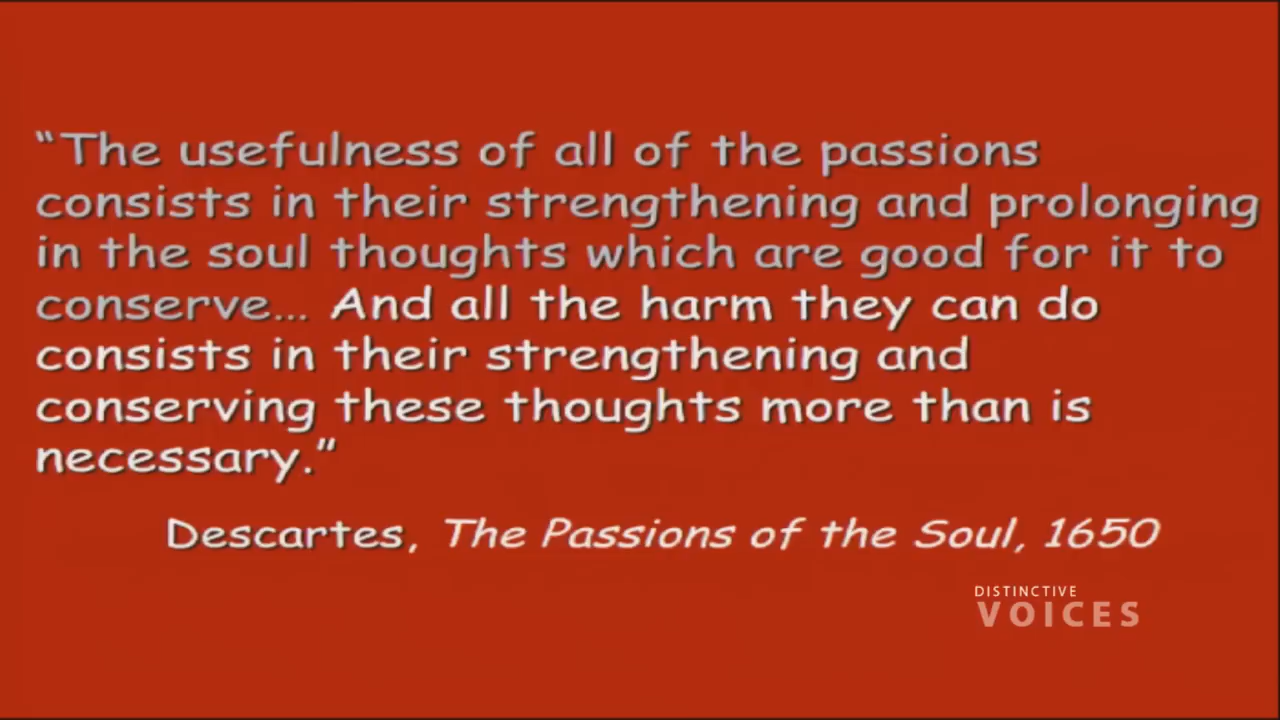 “The usefulness of all of the passions
consists in their strengthening and prolonging
in the soul thoughts which are good for it to
conserve... And all the harm they can do
consists in their strengthening and
conserving these thoughts more than is
necessary.”
Descartes, The Passions of the Soul, 1650
DISTINCTIVE
VOICES